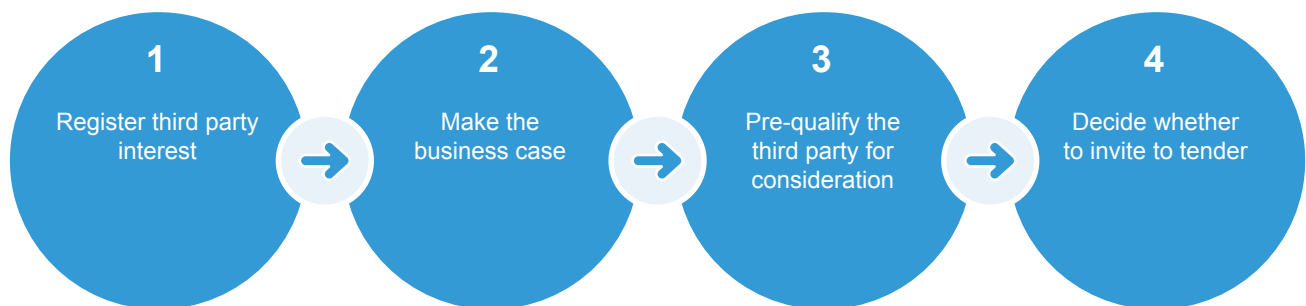 1
Register third party
interest
2
Make the
business case
3
Pre-qualify the
third party for
consideration
4
Decide whether
to invite to tender